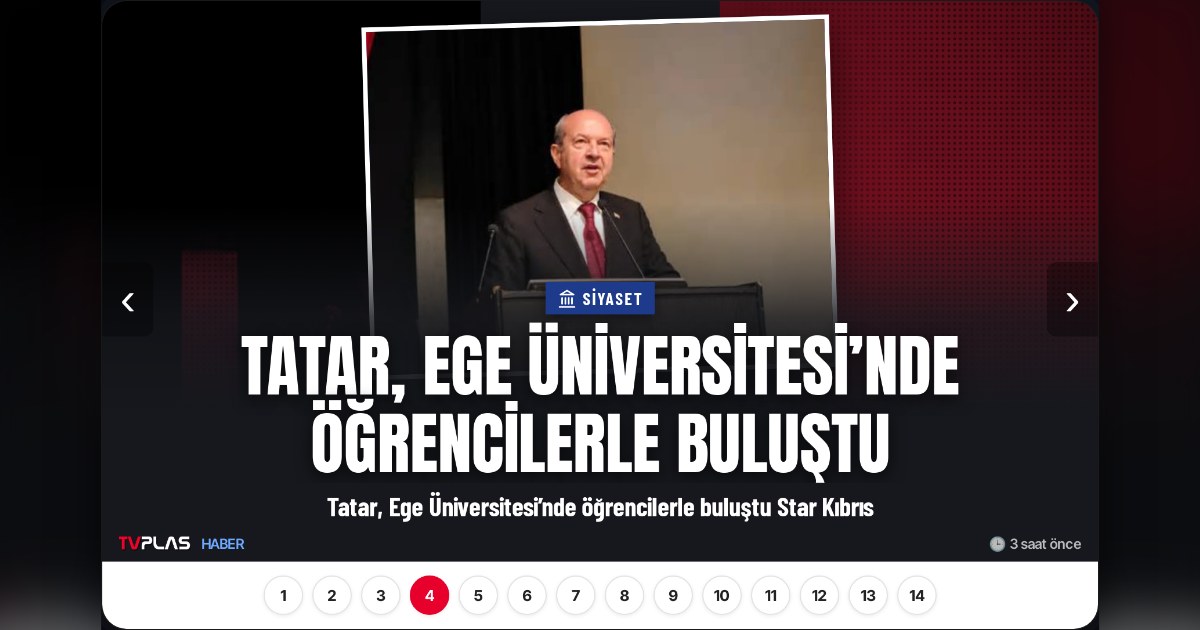 SİYASET
TATAR, EGE ÜNİVERSİTESİ’NDE
ÖĞRENCİLERLE BULUŞTU
Tatar, Ege Üniversitesi’nde öğrencilerle buluştu Star Kıbrıs
TVPLAS HABER
3 saat önce
1 2 3 4 5 6 7 8 9 10 11 12 13 14